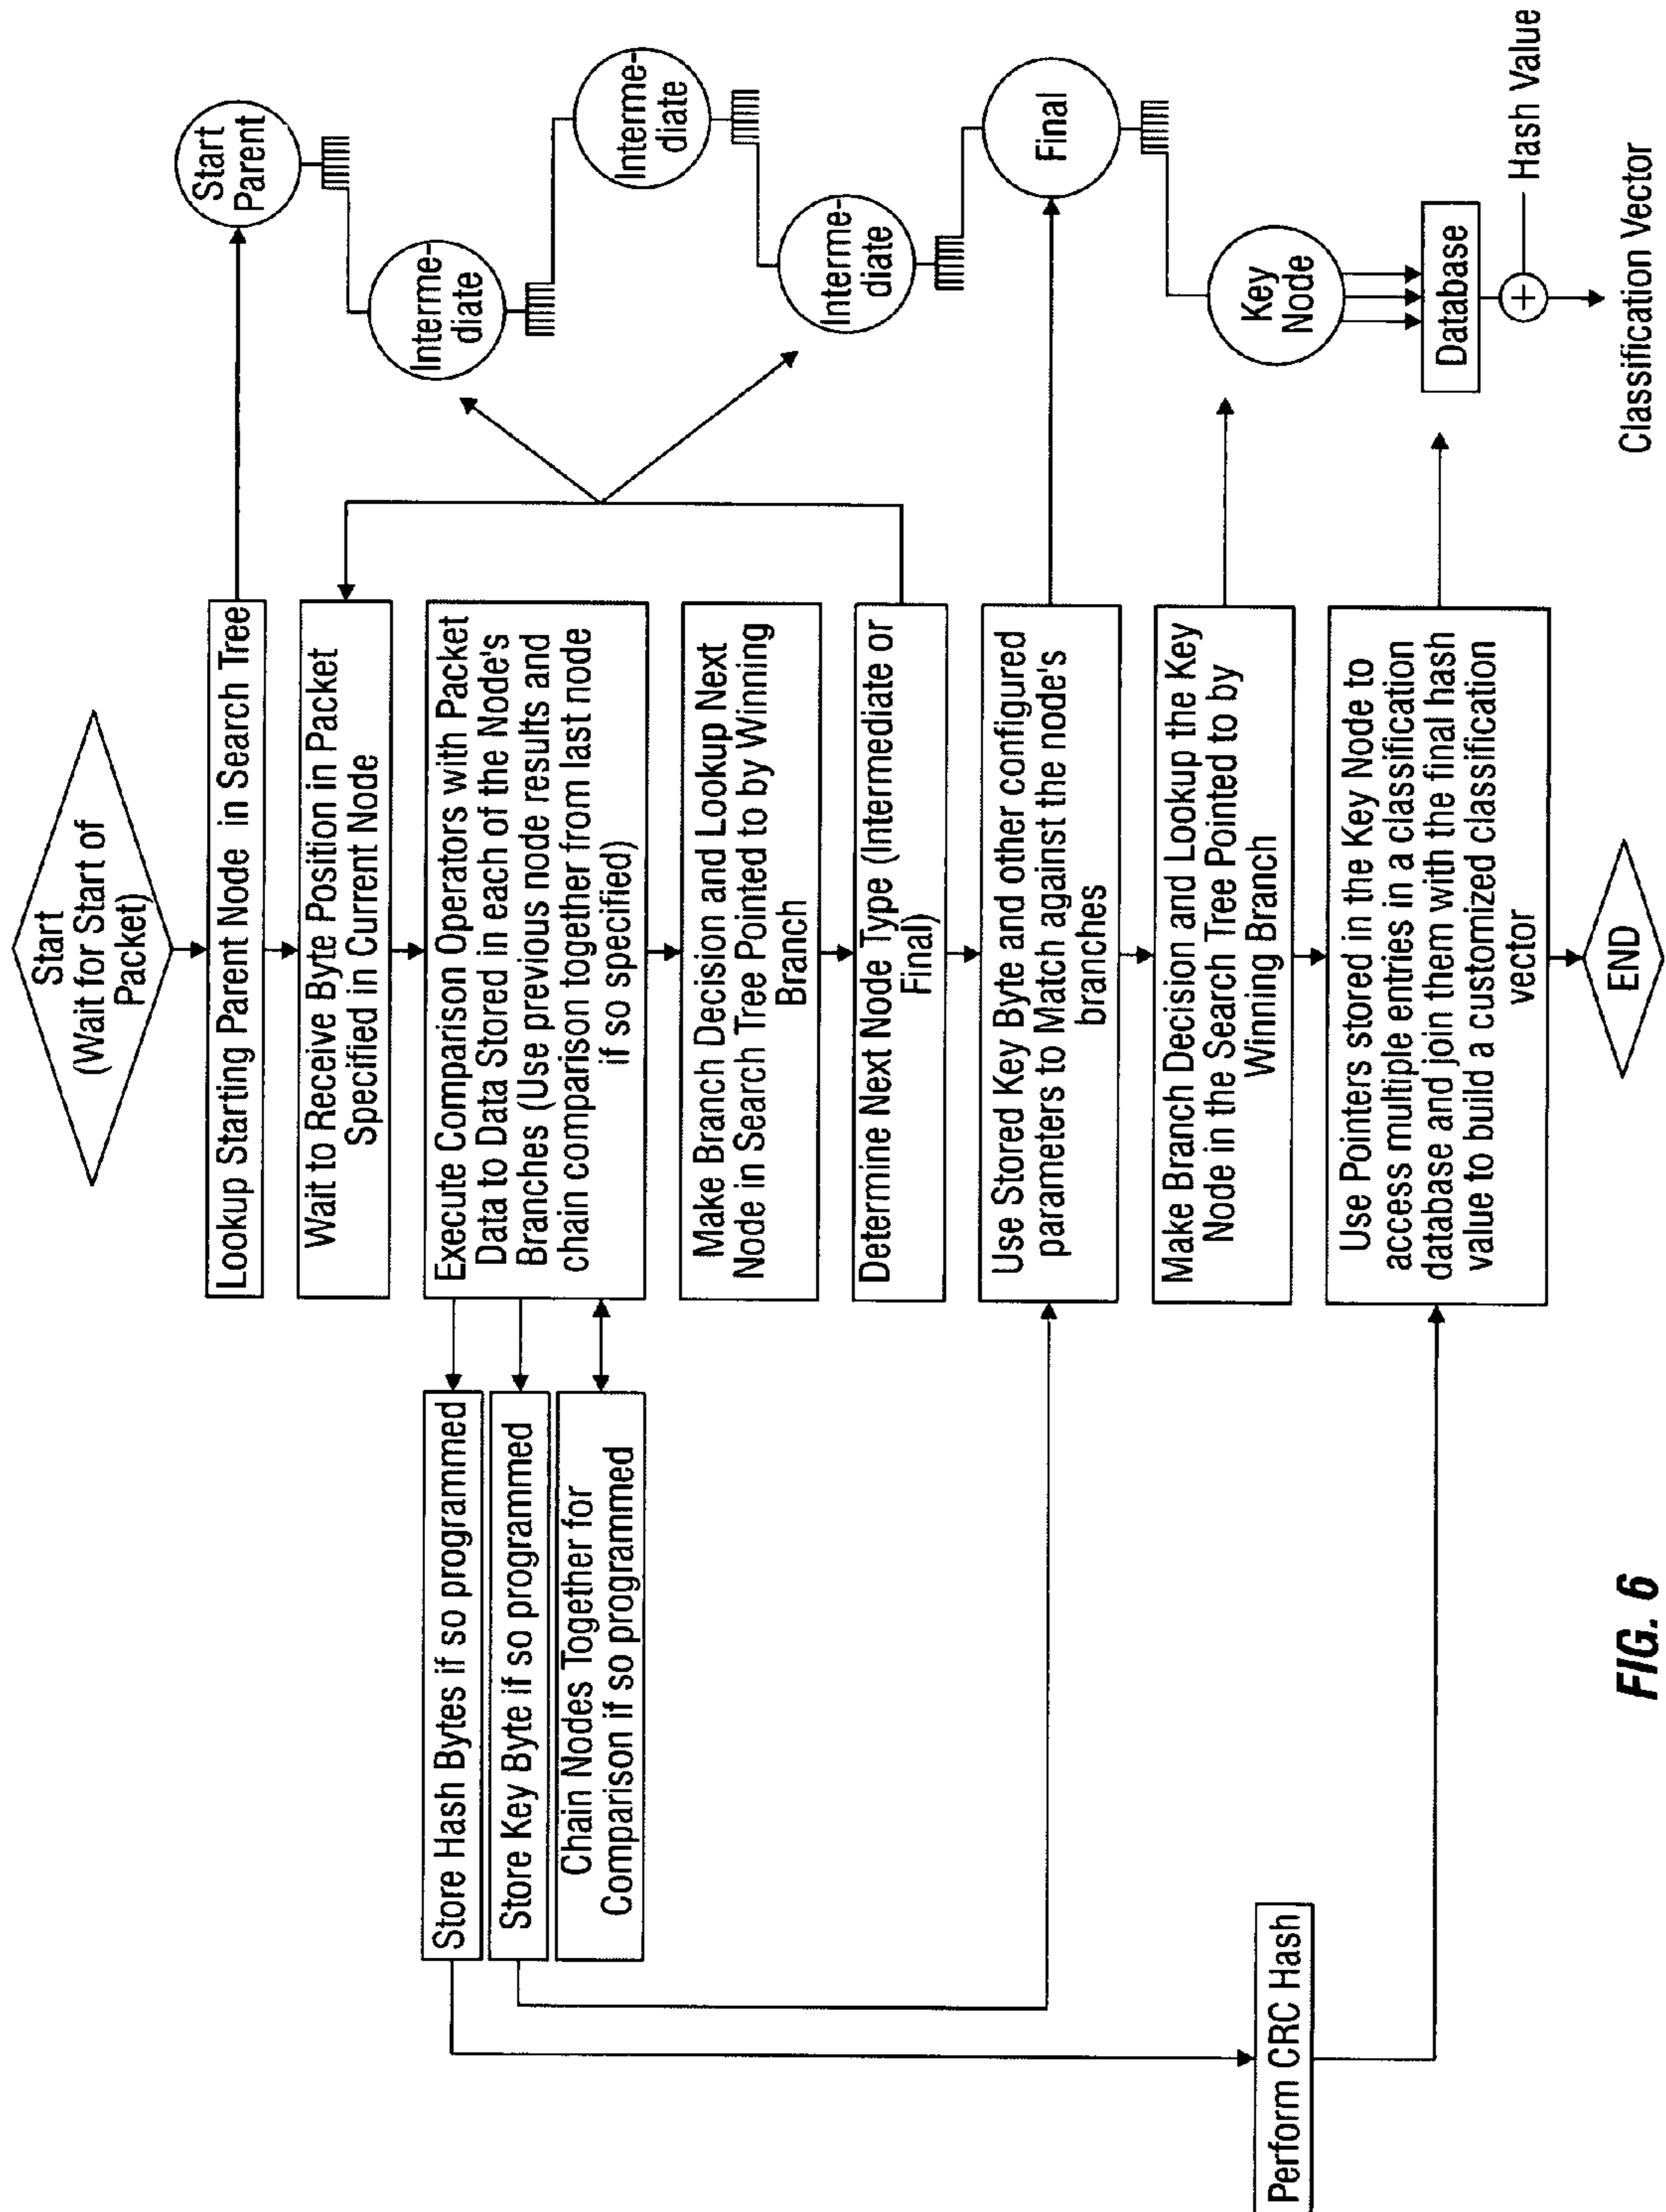 Start
(Wait for Start of
Packet)
Lookup Starting Parent Node in Search Tree
Wait to Receive Byte Position in Packet
Specified in Current Node
Execute Comparison Operators with Packet
Data to Data Stored in each of the Node's
Branches (Use previous node results and
chain comparison together from last node
if so specified)
Make Branch Decision and Lookup Next
Node in Search Tree Pointed to by Winning
Branch
Determine Next Node Type (Intermediate or
Final)
Use Stored Key Byte and other configured
parameters to Match against the node's
branches
Make Branch Decision and Lookup the Key
Node in the Search Tree Pointed to by
Winning Branch
Use Pointers stored in the Key Node to
access multiple entries in a classification
database and join them with the final hash
value to build a customized classification
vector
END
Store Hash Bytes if so programmed
Store Key Byte if so programmed
Chain Nodes Together for
Comparison if so programmed
Perform CRC Hash
Start
Parent
Interme-
diate
Interme-
diate
Interme-
diate
Final
Key
Node
Database
+
Hash Value
Classification Vector
FIG. 6